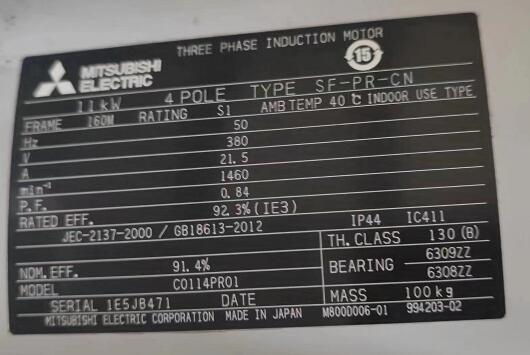 THREE PHASE INDUCTION MOTOR
15
MITSUBISHI
ELECTRIC
11kW 4 POLE TYPE SF-PR-CN
FRAME 160M RATING S1 AMB TEMP 40 ℃ INDOOR USE TYPE
Hz 50
V 380
A 21.5
min-1 1460
P.F. 0.84
RATED EFF. 92.3%(IE3)
JEC-2137-2000 / GB18613-2012 IP44 IC411
TH. CLASS 130 (B)
NOM. EFF. 91.4% BEARING 6309ZZ
6308ZZ
MODEL C0114PR01
SERIAL 1E5JB471 DATE MASS 100kg
MITSUBISHI ELECTRIC CORPORATION MADE IN JAPAN M800D006-01 994203-02